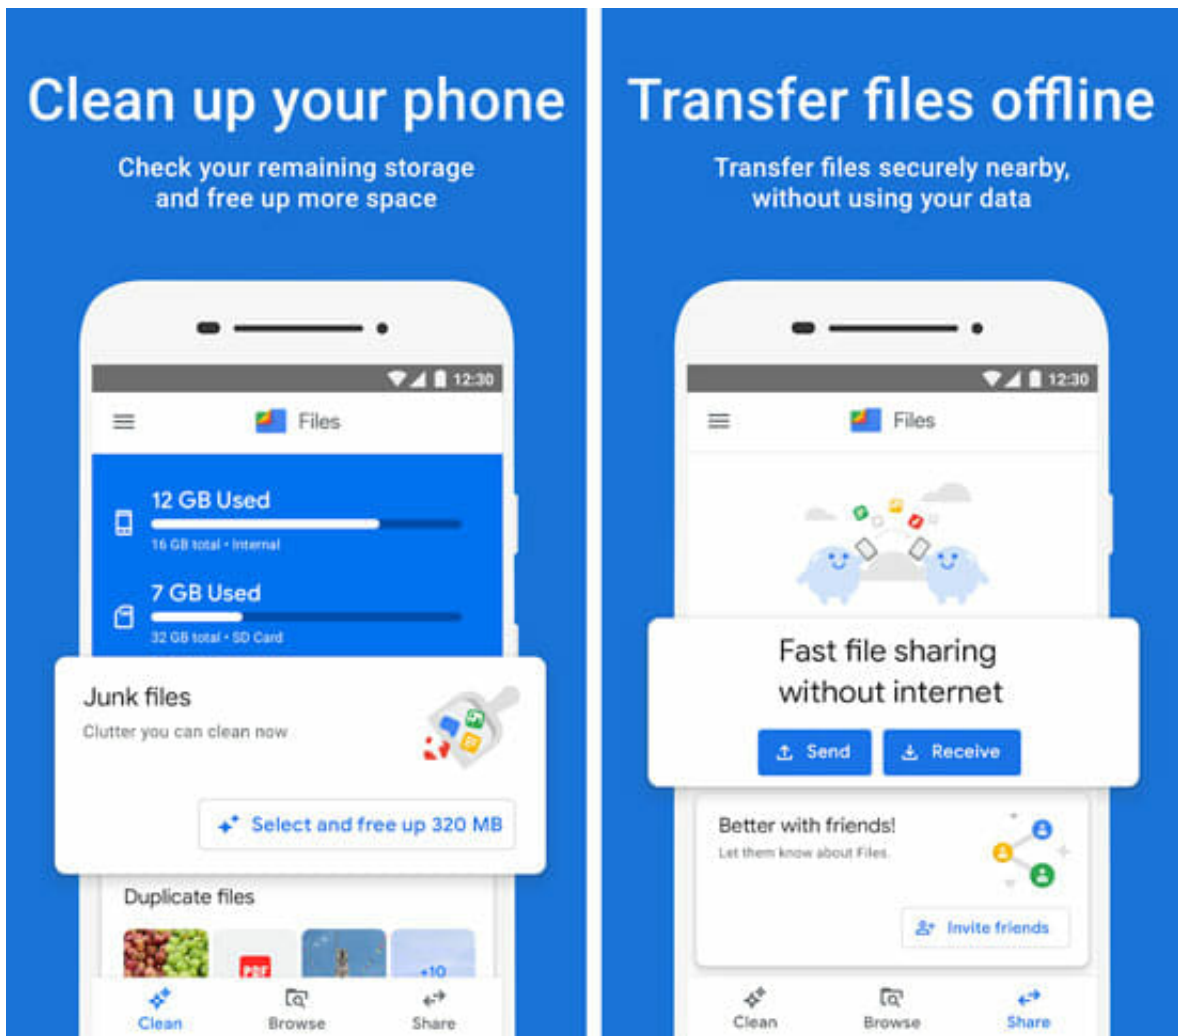 Clean up your phone
Check your remaining storage
and free up more space
12:30
Files
12 GB Used
16 GB total • Internal
7 GB Used
32 GB total • SD Card
Junk files
Clutter you can clean now
Select and free up 320 MB
Duplicate files
PDF
+10
Clean
Browse
Share
Transfer files offline
Transfer files securely nearby,
without using your data
12:30
Files
Fast file sharing
without internet
Send
Receive
Better with friends!
Let them know about Files.
Invite friends
Clean
Browse
Share